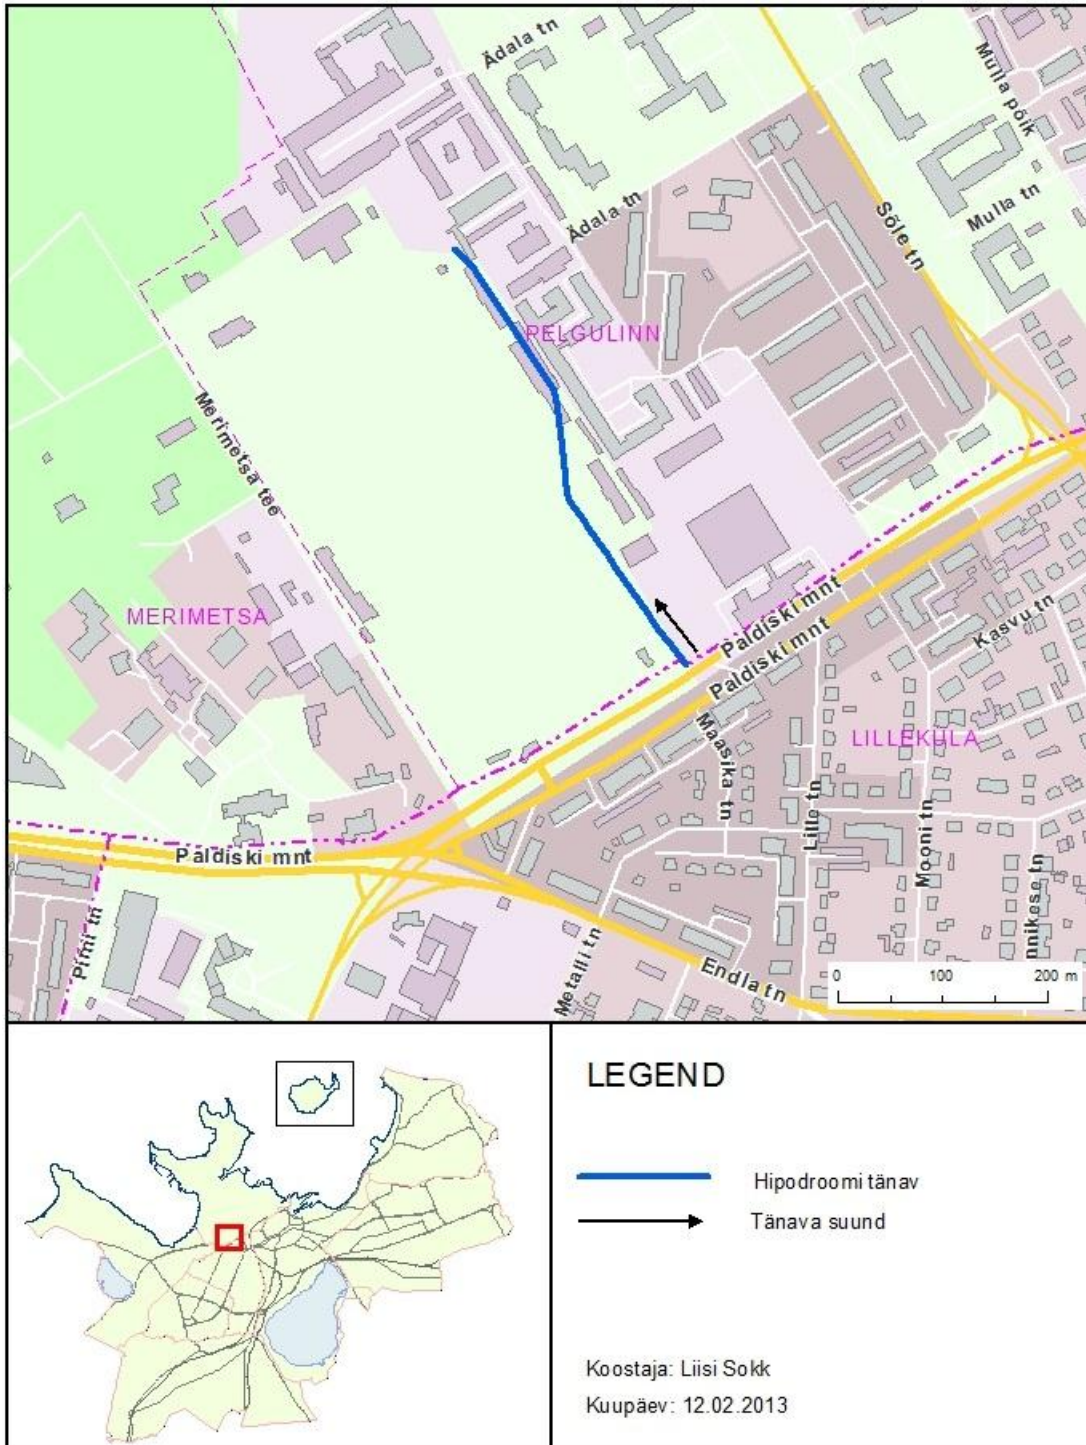 Ädala tn
Mulla põik
Ädala tn
Sõle tn
Mulla tn
PELGULINN
Merimetsa tee
MERIMETSA
Paldiski mnt
Paldiski mnt
Kasvu tn
Maasika tn
LILLEKÜLA
Lille tn
Mooni tn
Paldiski mnt
Pirni tn
Metalli tn
Endla tn
nnikese tn
0 100 200 m
LEGEND
Hipodroomi tänav
Tänava suund
Koostaja: Liisi Sokk
Kuupäev: 12.02.2013